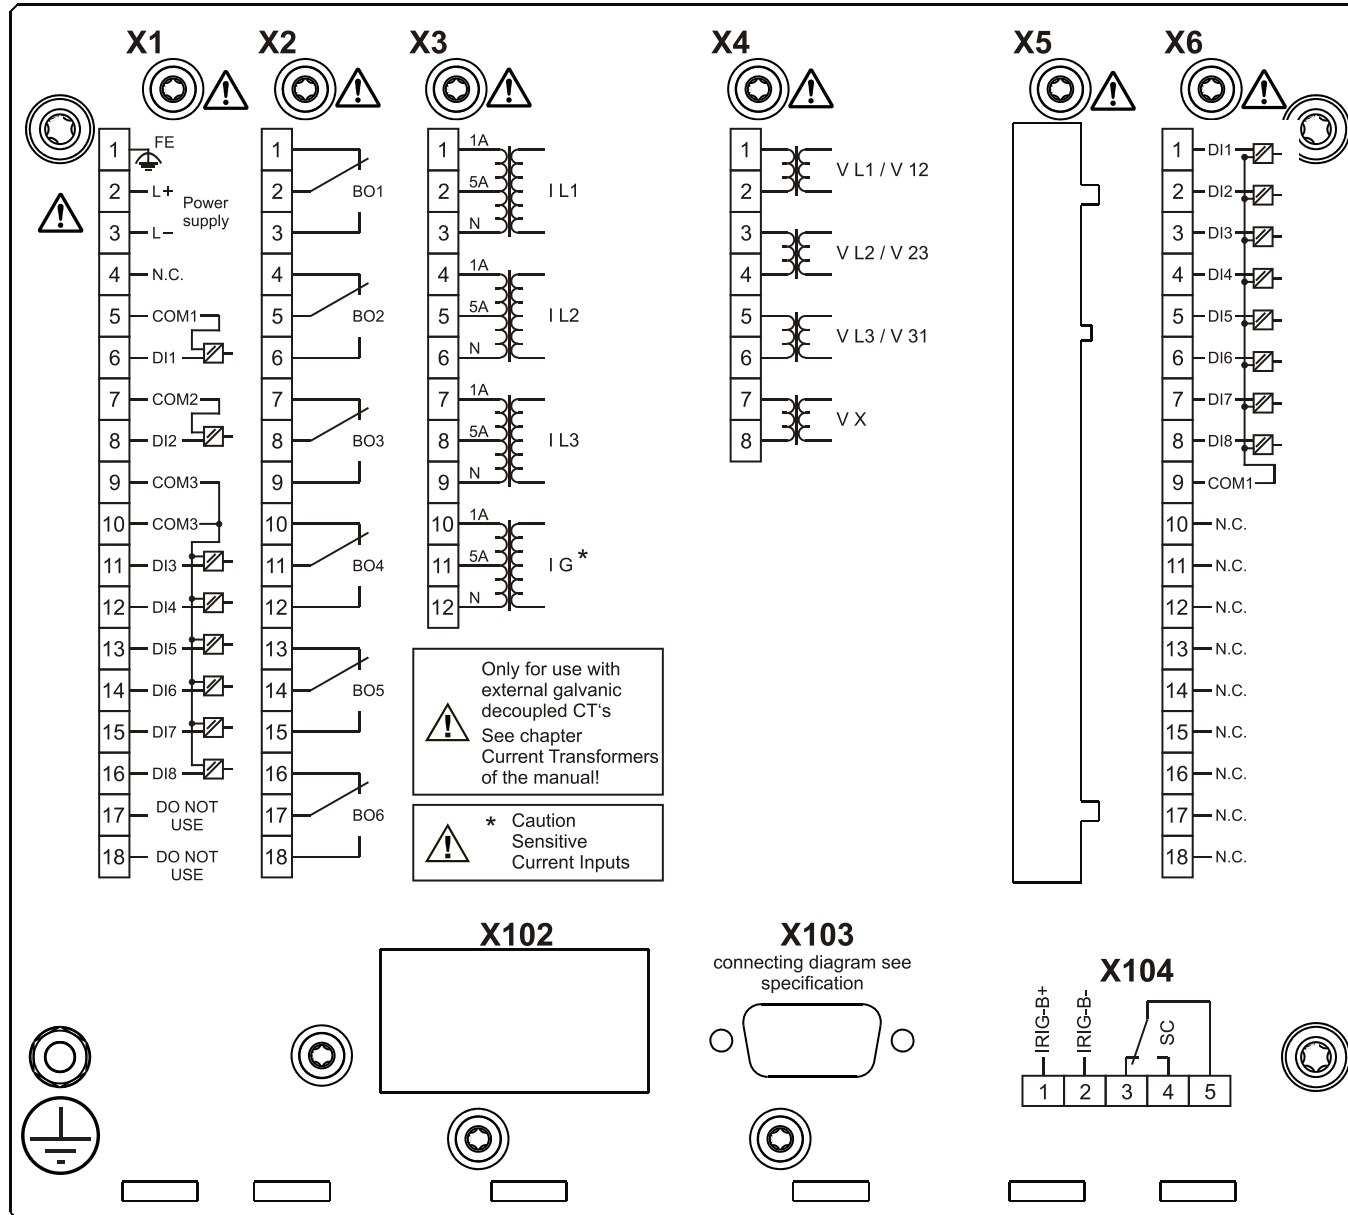 X1
X2
X3
X4
X5
X6
1 FE
2 L+
Power
supply
3 L–
4 N.C.
5 COM1
6 DI1
7 COM2
8 DI2
9 COM3
10 COM3
11 DI3
12 DI4
13 DI5
14 DI6
15 DI7
16 DI8
17 DO NOT
USE
18 DO NOT
USE
1
2 BO1
3
4
5 BO2
6
7
8 BO3
9
10
11 BO4
12
13
14 BO5
15
16
17 BO6
18
1 1A
2 5A I L1
3 N
4 1A
5 5A I L2
6 N
7 1A
8 5A I L3
9 N
10 1A
11 5A I G *
12 N
Only for use with
external galvanic
decoupled CT's
See chapter
Current Transformers
of the manual!
* Caution
Sensitive
Current Inputs
1
V L1 / V 12
2
3
V L2 / V 23
4
5
V L3 / V 31
6
7
V X
8
1 DI1
2 DI2
3 DI3
4 DI4
5 DI5
6 DI6
7 DI7
8 DI8
9 COM1
10 N.C.
11 N.C.
12 N.C.
13 N.C.
14 N.C.
15 N.C.
16 N.C.
17 N.C.
18 N.C.
X102
X103
connecting diagram see
specification
X104
IRIG-B+
IRIG-B-
SC
1 2 3 4 5